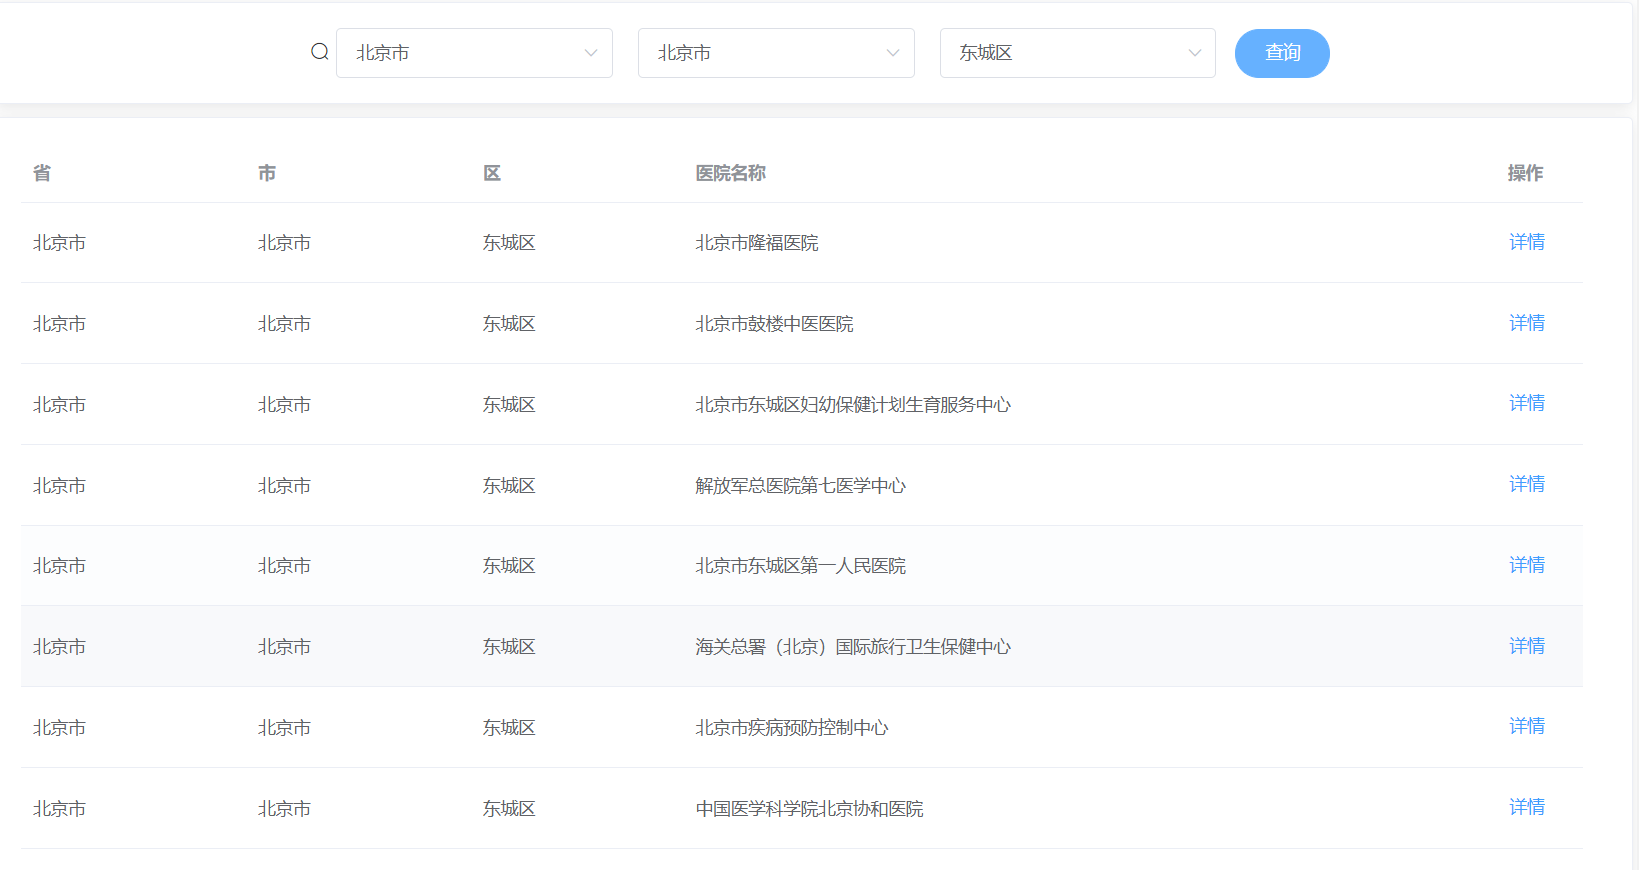 北京市 北京市 东城区 查询
省 市 区 医院名称 操作
北京市 北京市 东城区 北京市隆福医院 详情
北京市 北京市 东城区 北京市鼓楼中医医院 详情
北京市 北京市 东城区 北京市东城区妇幼保健计划生育服务中心 详情
北京市 北京市 东城区 解放军总医院第七医学中心 详情
北京市 北京市 东城区 北京市东城区第一人民医院 详情
北京市 北京市 东城区 海关总署（北京）国际旅行卫生保健中心 详情
北京市 北京市 东城区 北京市疾病预防控制中心 详情
北京市 北京市 东城区 中国医学科学院北京协和医院 详情